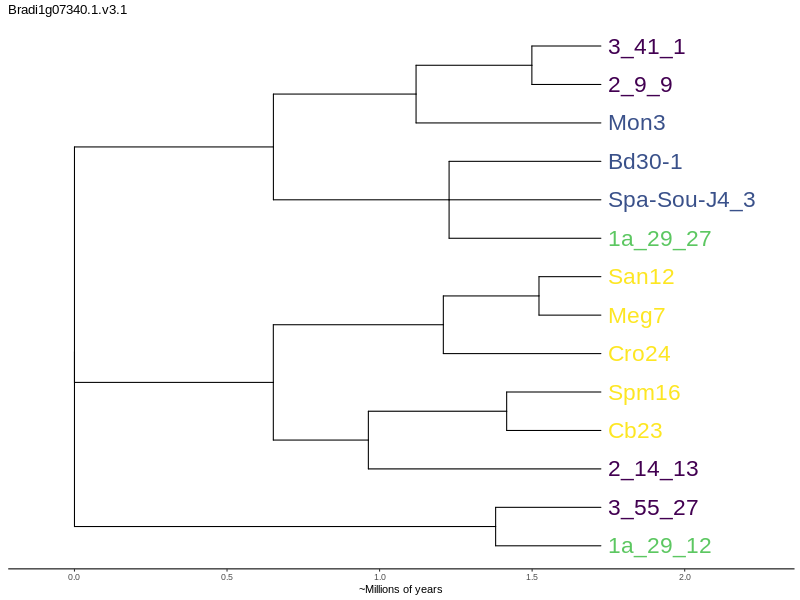 Bradi1g07340.1.v3.1
3_41_1
2_9_9
Mon3
Bd30-1
Spa-Sou-J4_3
1a_29_27
San12
Meg7
Cro24
Spm16
Cb23
2_14_13
3_55_27
1a_29_12
0.0 0.5 1.0 1.5 2.0
~Millions of years